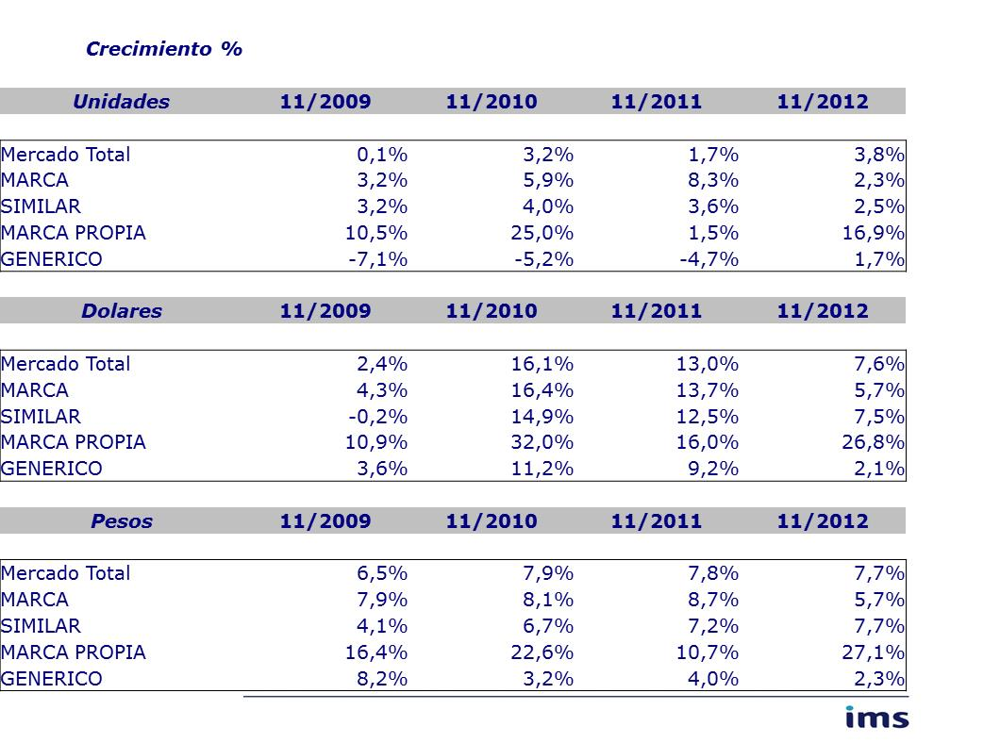 Crecimiento %
Unidades 11/2009 11/2010 11/2011 11/2012
Mercado Total 0,1% 3,2% 1,7% 3,8%
MARCA 3,2% 5,9% 8,3% 2,3%
SIMILAR 3,2% 4,0% 3,6% 2,5%
MARCA PROPIA 10,5% 25,0% 1,5% 16,9%
GENERICO -7,1% -5,2% -4,7% 1,7%
Dolares 11/2009 11/2010 11/2011 11/2012
Mercado Total 2,4% 16,1% 13,0% 7,6%
MARCA 4,3% 16,4% 13,7% 5,7%
SIMILAR -0,2% 14,9% 12,5% 7,5%
MARCA PROPIA 10,9% 32,0% 16,0% 26,8%
GENERICO 3,6% 11,2% 9,2% 2,1%
Pesos 11/2009 11/2010 11/2011 11/2012
Mercado Total 6,5% 7,9% 7,8% 7,7%
MARCA 7,9% 8,1% 8,7% 5,7%
SIMILAR 4,1% 6,7% 7,2% 7,7%
MARCA PROPIA 16,4% 22,6% 10,7% 27,1%
GENERICO 8,2% 3,2% 4,0% 2,3%
ims